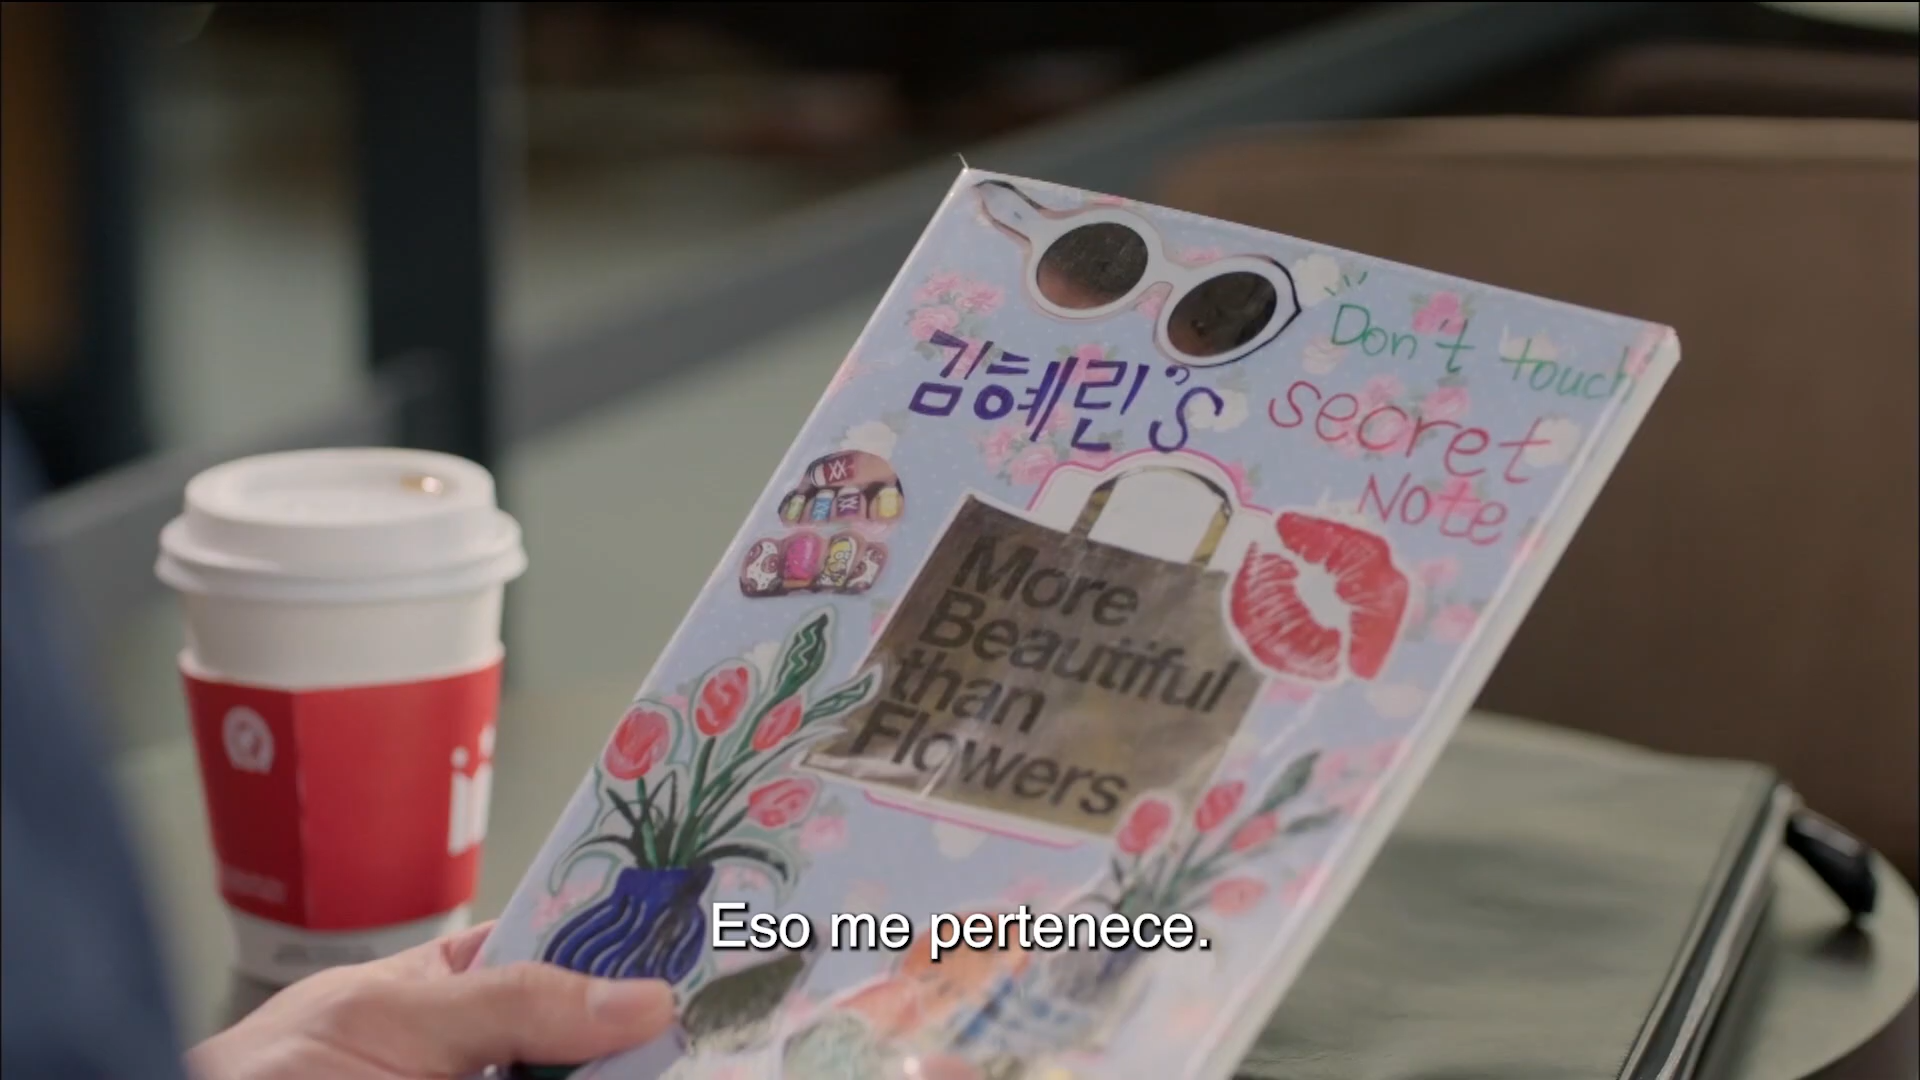 Don't touch
김혜린's secret
Note
More
Beautiful
than
Flowers
Eso me pertenece.